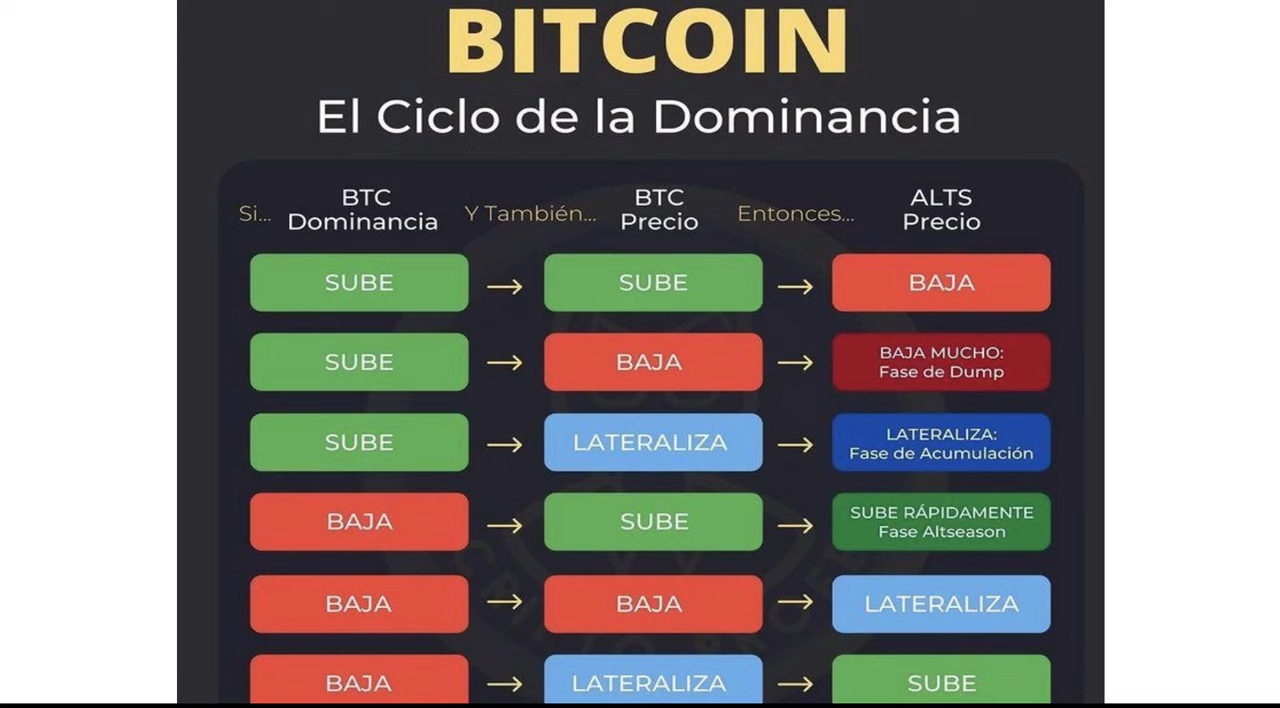 BITCOIN
El Ciclo de la Dominancia
Si... BTC Dominancia Y También... BTC Precio Entonces... ALTS Precio
SUBE → SUBE → BAJA
SUBE → BAJA → BAJA MUCHO:
Fase de Dump
SUBE → LATERALIZA → LATERALIZA:
Fase de Acumulación
BAJA → SUBE → SUBE RÁPIDAMENTE
Fase Altseason
BAJA → BAJA → LATERALIZA
BAJA → LATERALIZA → SUBE